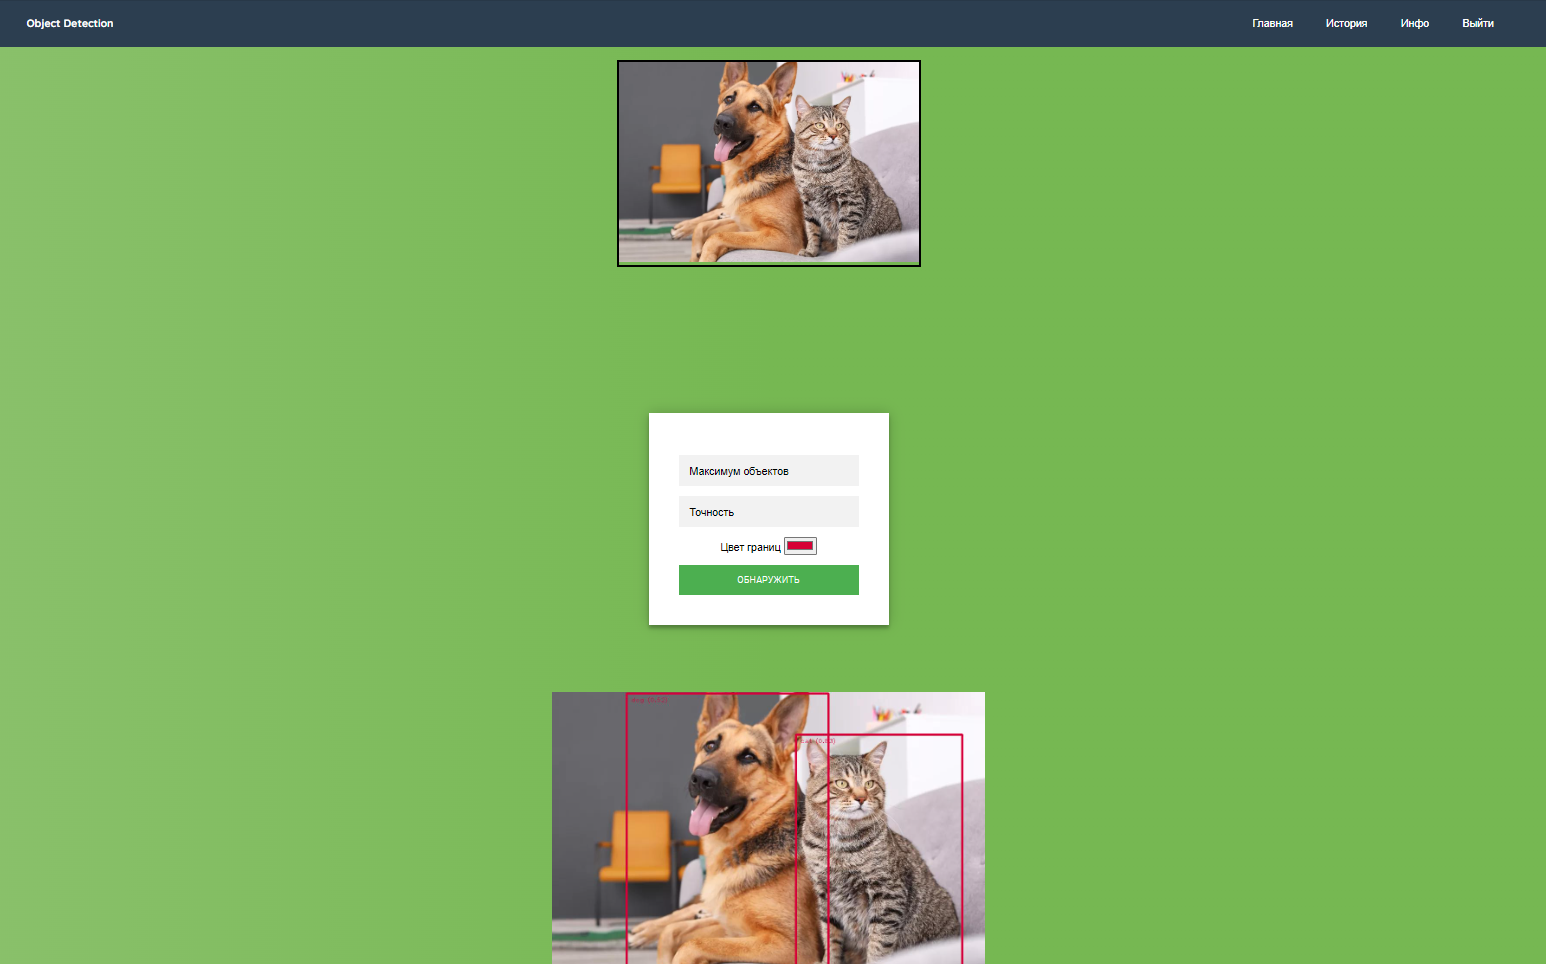 Object Detection
Главная
История
Инфо
Выйти
Максимум объектов
Точность
Цвет границ
ОБНАРУЖИТЬ